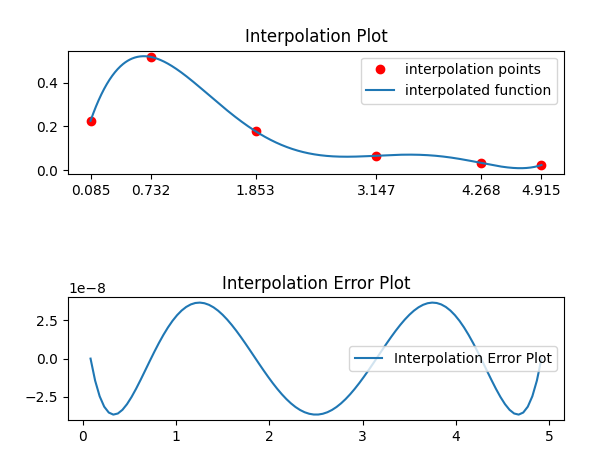 Interpolation Plot
interpolation points
interpolated function
0.4
0.2
0.0
0.085 0.732 1.853 3.147 4.268 4.915
Interpolation Error Plot
1e−8
2.5
0.0
−2.5
Interpolation Error Plot
0 1 2 3 4 5